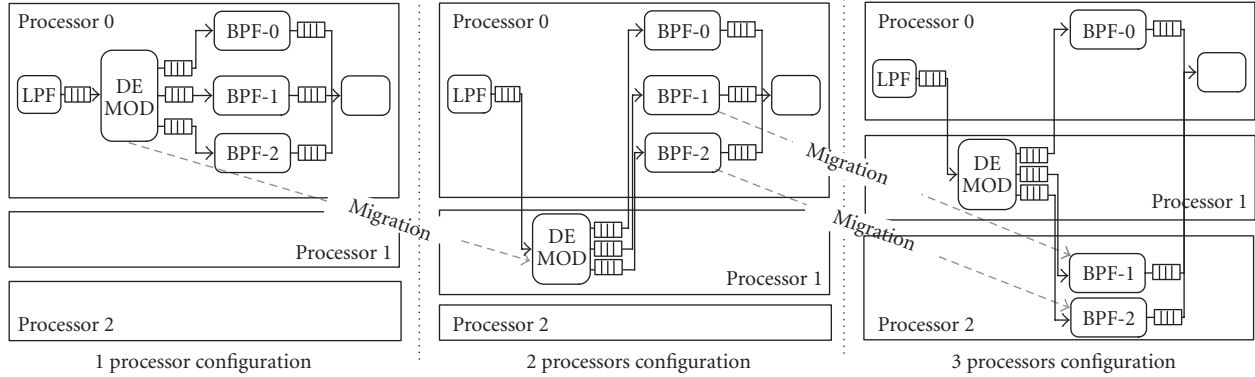 Processor 0
LPF
DE
MOD
BPF-0
BPF-1
BPF-2
Processor 1
Processor 2
1 processor configuration
Migration
Processor 0
LPF
BPF-0
BPF-1
BPF-2
DE
MOD
Processor 1
Processor 2
2 processors configuration
Migration
Migration
Processor 0
LPF
BPF-0
DE
MOD
Processor 1
BPF-1
BPF-2
Processor 2
3 processors configuration